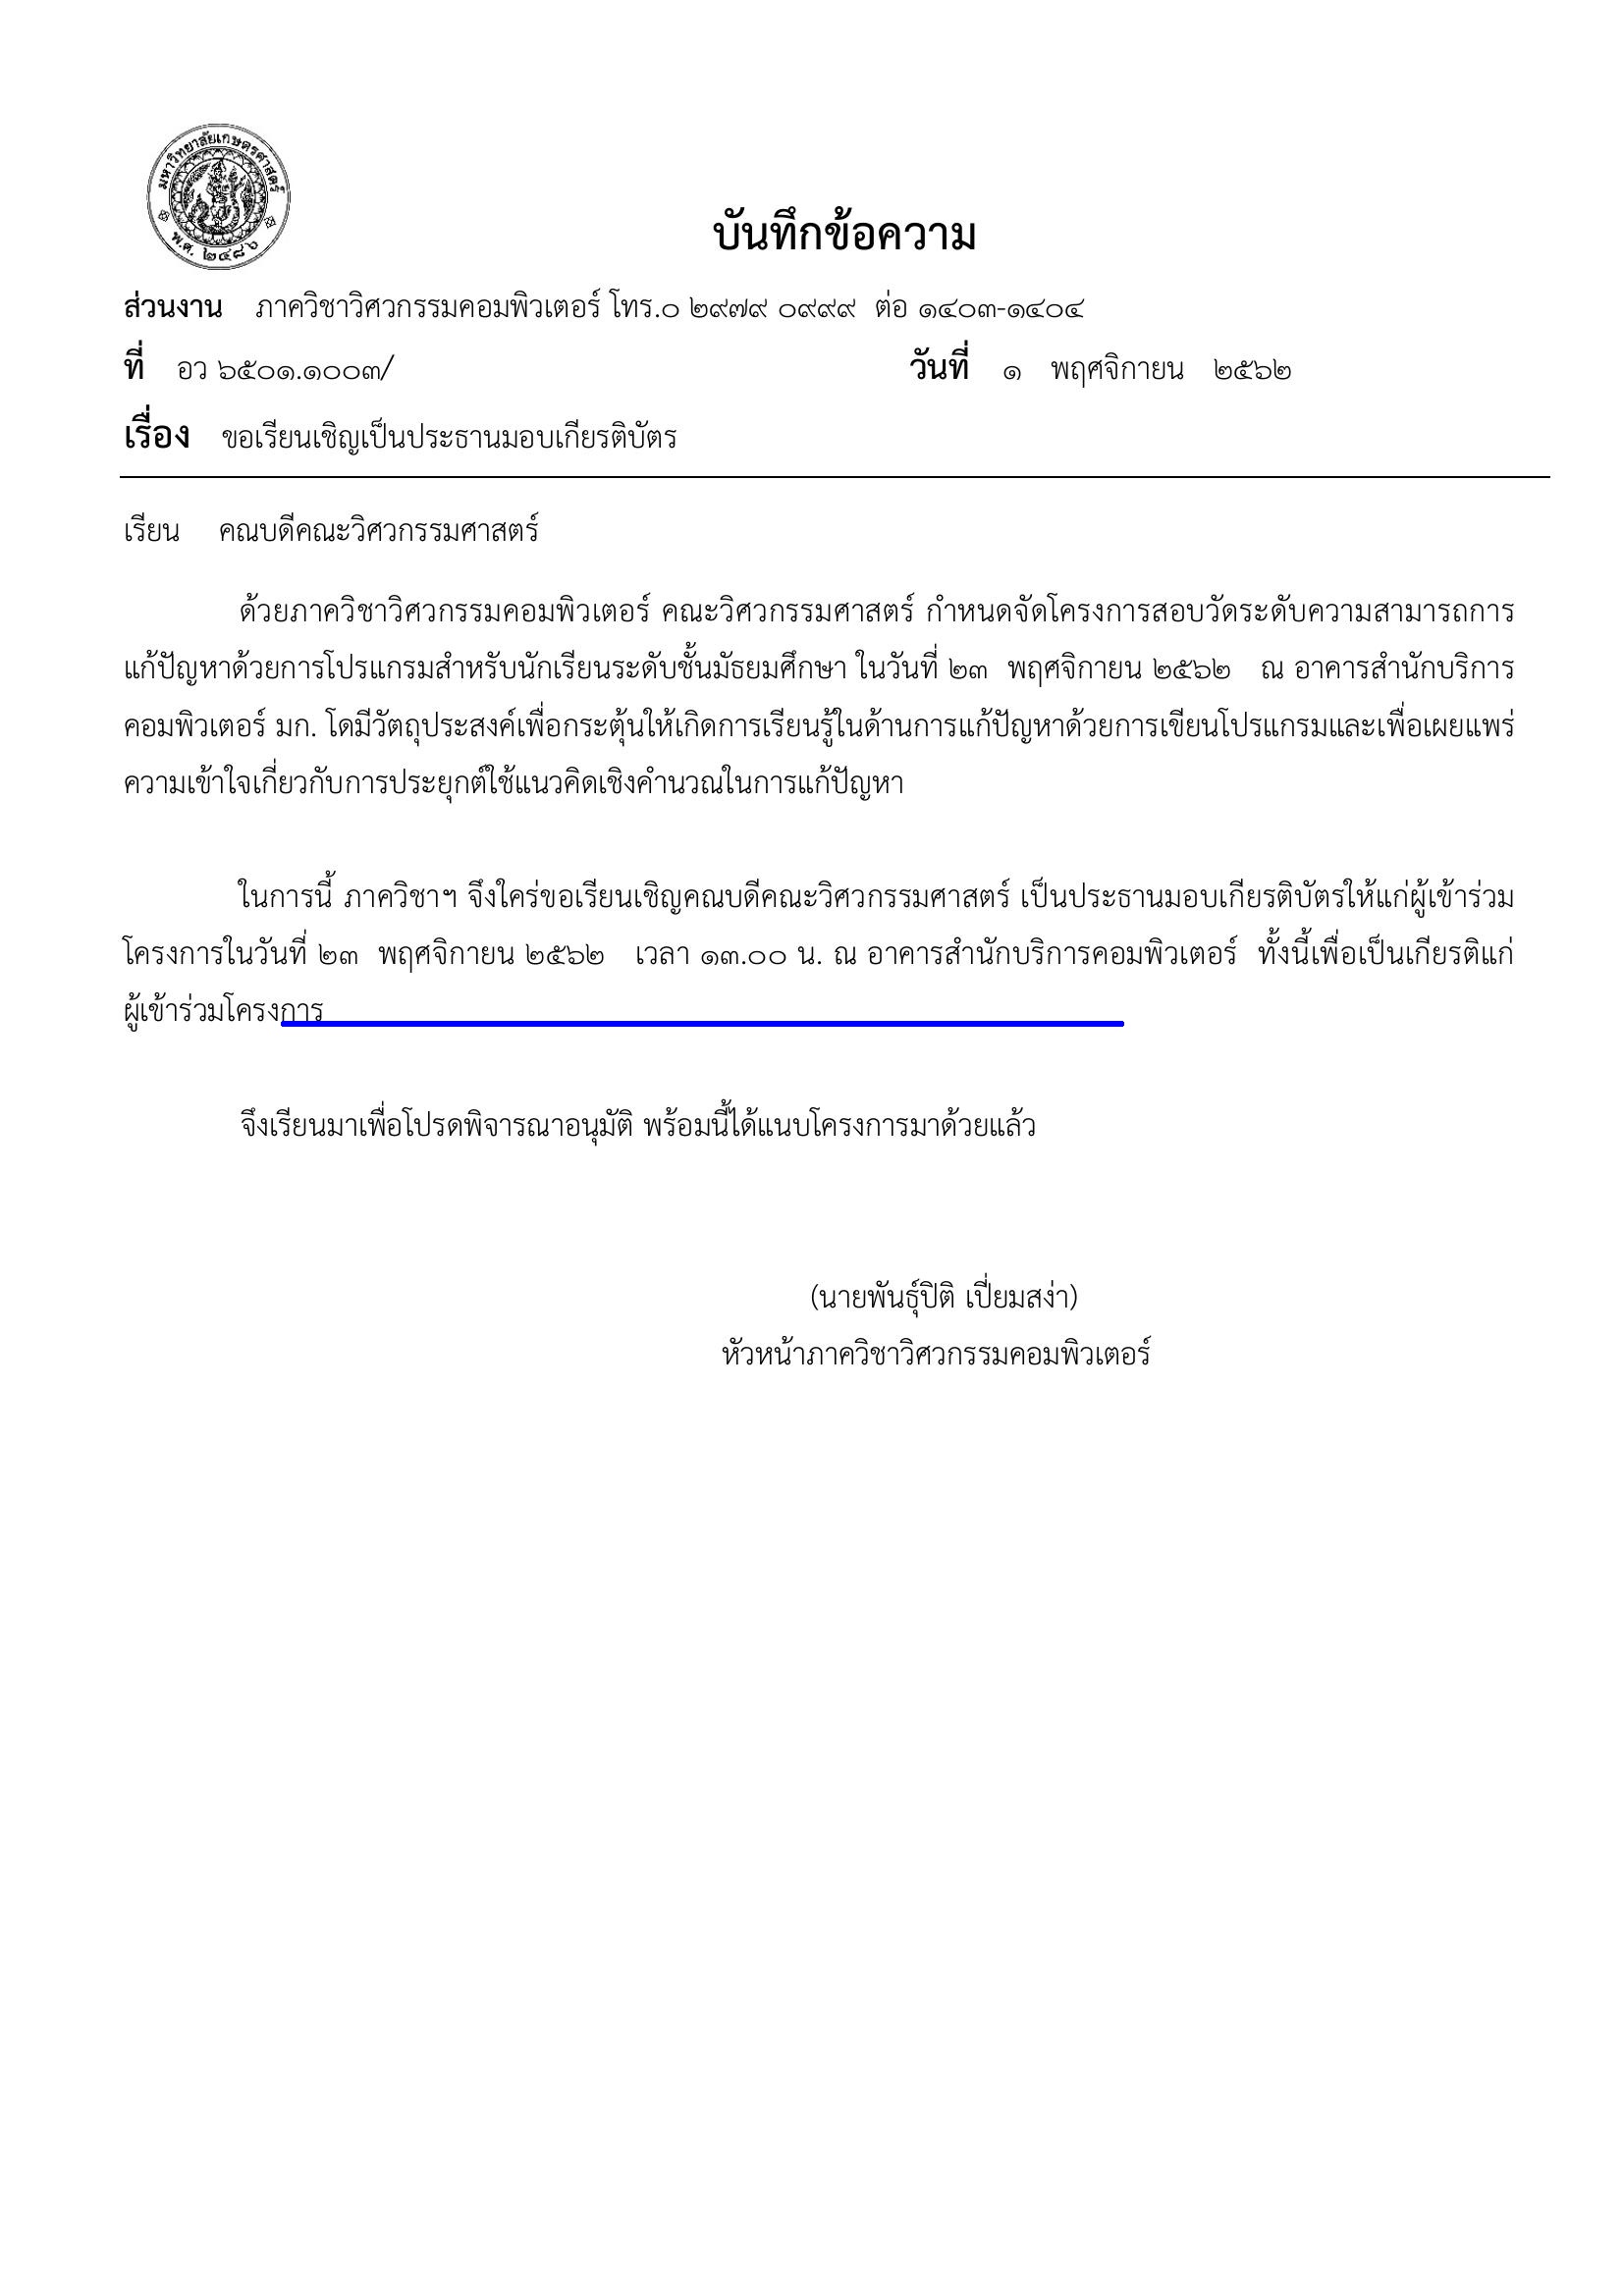 มหาวิทยาลัยเกษตรศาสตร์
พ.ศ. ๒๔๘๖
บันทึกข้อความ
ส่วนงาน ภาควิชาวิศวกรรมคอมพิวเตอร์ โทร.๐ ๒๙๗๙ ๐๙๙๙ ต่อ ๑๔๐๓-๑๔๐๔
ที่ อว ๖๕๐๑.๑๐๐๓/ วันที่ ๑ พฤศจิกายน ๒๕๖๒
เรื่อง ขอเรียนเชิญเป็นประธานมอบเกียรติบัตร
เรียน คณบดีคณะวิศวกรรมศาสตร์
ด้วยภาควิชาวิศวกรรมคอมพิวเตอร์ คณะวิศวกรรมศาสตร์ กำหนดจัดโครงการสอบวัดระดับความสามารถการ
แก้ปัญหาด้วยการโปรแกรมสำหรับนักเรียนระดับชั้นมัธยมศึกษา ในวันที่ ๒๓ พฤศจิกายน ๒๕๖๒ ณ อาคารสำนักบริการ
คอมพิวเตอร์ มก. โดมีวัตถุประสงค์เพื่อกระตุ้นให้เกิดการเรียนรู้ในด้านการแก้ปัญหาด้วยการเขียนโปรแกรมและเพื่อเผยแพร่
ความเข้าใจเกี่ยวกับการประยุกต์ใช้แนวคิดเชิงคำนวณในการแก้ปัญหา
ในการนี้ ภาควิชาฯ จึงใคร่ขอเรียนเชิญคณบดีคณะวิศวกรรมศาสตร์ เป็นประธานมอบเกียรติบัตรให้แก่ผู้เข้าร่วม
โครงการในวันที่ ๒๓ พฤศจิกายน ๒๕๖๒ เวลา ๑๓.๐๐ น. ณ อาคารสำนักบริการคอมพิวเตอร์ ทั้งนี้เพื่อเป็นเกียรติแก่
ผู้เข้าร่วมโครงการ
จึงเรียนมาเพื่อโปรดพิจารณาอนุมัติ พร้อมนี้ได้แนบโครงการมาด้วยแล้ว
(นายพันธุ์ปิติ เปี่ยมสง่า)
หัวหน้าภาควิชาวิศวกรรมคอมพิวเตอร์